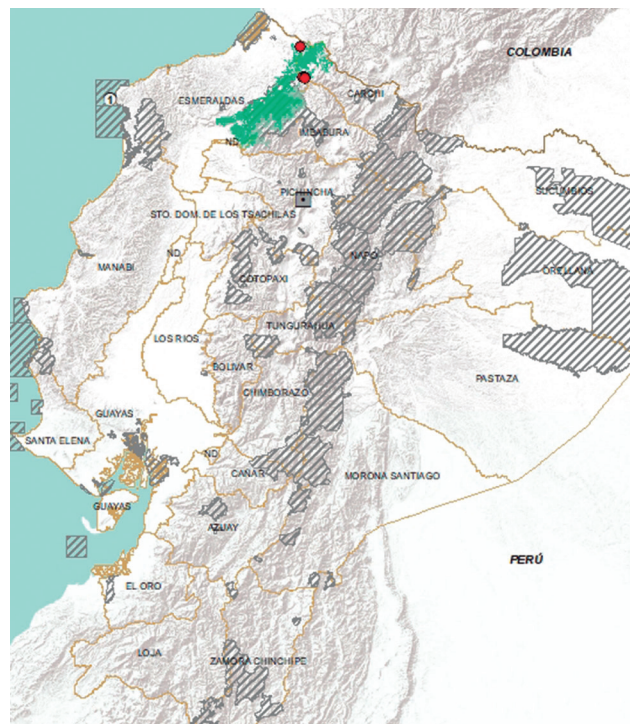 COLOMBIA
1
ESMERALDAS
CARCHI
IMBABURA
ND
PICHINCHA
SUCUMBIOS
STO. DOM. DE LOS TSACHILAS
ND
NAPO
ORELLANA
MANABI
COTOPAXI
TUNGURAHUA
LOS RIOS
BOLIVAR
PASTAZA
CHIMBORAZO
GUAYAS
SANTA ELENA
ND
CAÑAR
MORONA SANTIAGO
GUAYAS
AZUAY
PERÚ
EL ORO
LOJA
ZAMORA CHINCHIPE